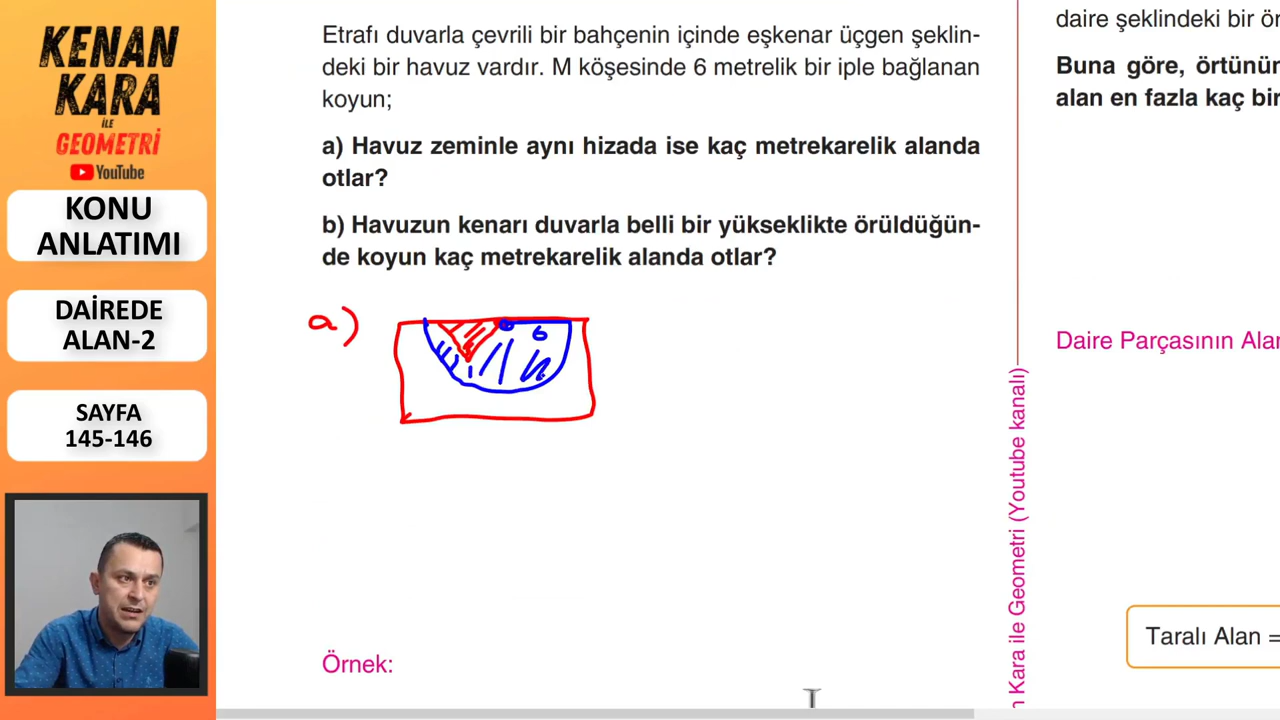 KENAN
KARA
İLE
GEOMETRİ
YouTube
KONU
ANLATIMI
DAİREDE
ALAN-2
SAYFA
145-146
Etrafı duvarla çevrili bir bahçenin içinde eşkenar üçgen şeklin-
deki bir havuz vardır. M köşesinde 6 metrelik bir iple bağlanan
koyun;
a) Havuz zeminle aynı hizada ise kaç metrekarelik alanda
otlar?
b) Havuzun kenarı duvarla belli bir yükseklikte örüldüğün-
de koyun kaç metrekarelik alanda otlar?
a)
6
Örnek:
Kara ile Geometri (Youtube kanalı)
daire şeklindeki bir
Buna göre,
alan en fazla kaç
Daire Parçasının
Taralı Alan =